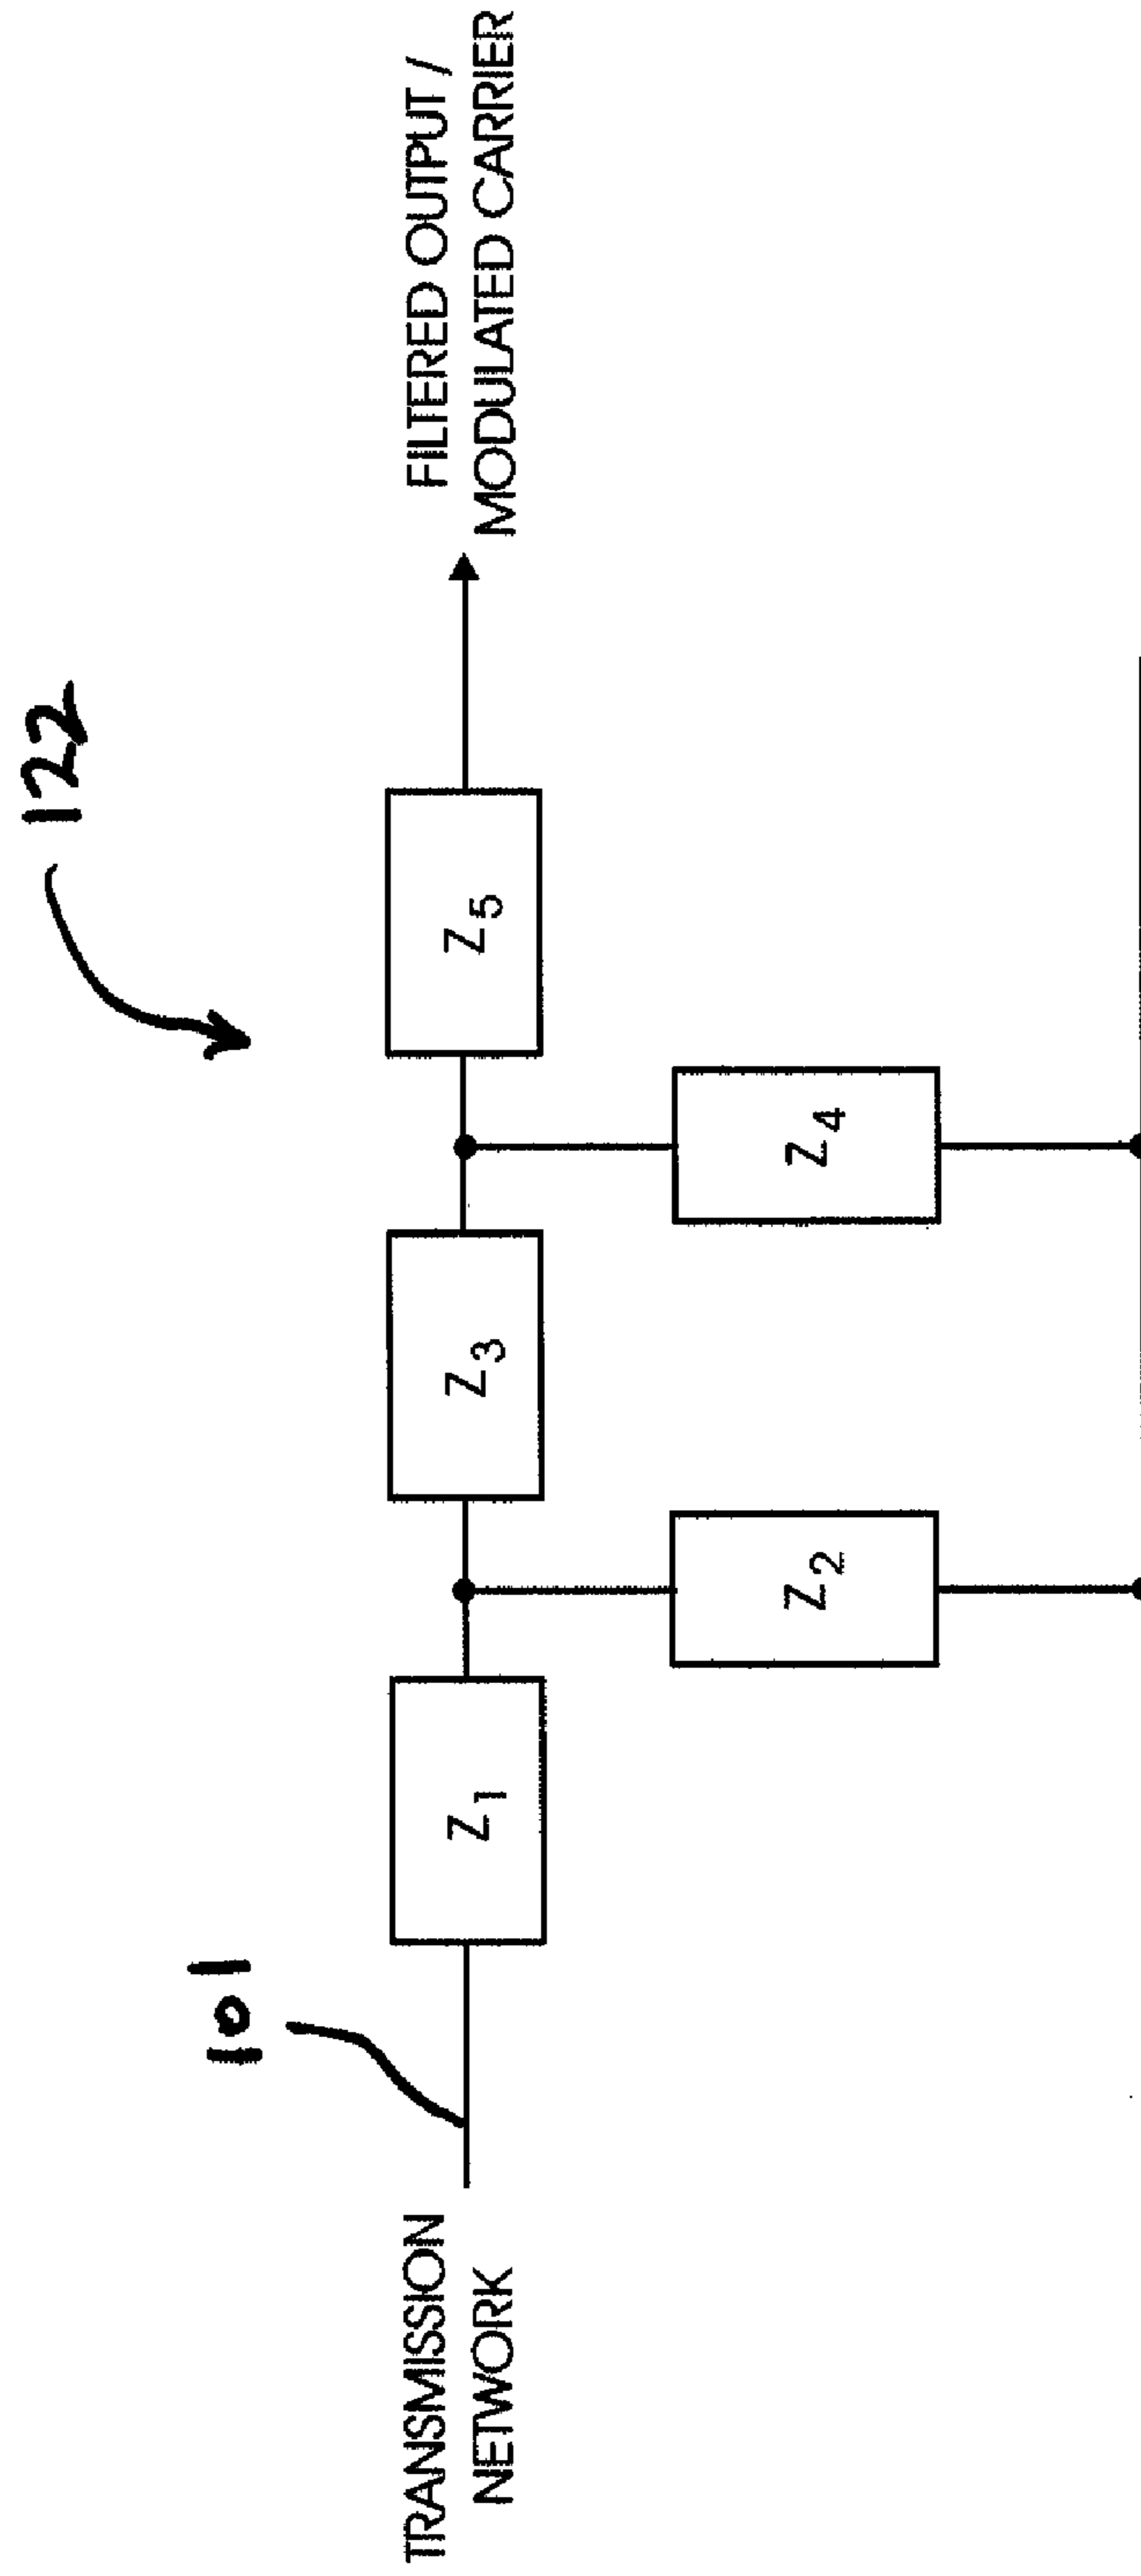 122
101
TRANSMISSION
NETWORK
Z1
Z3
Z5
FILTERED OUTPUT /
MODULATED CARRIER
Z2
Z4